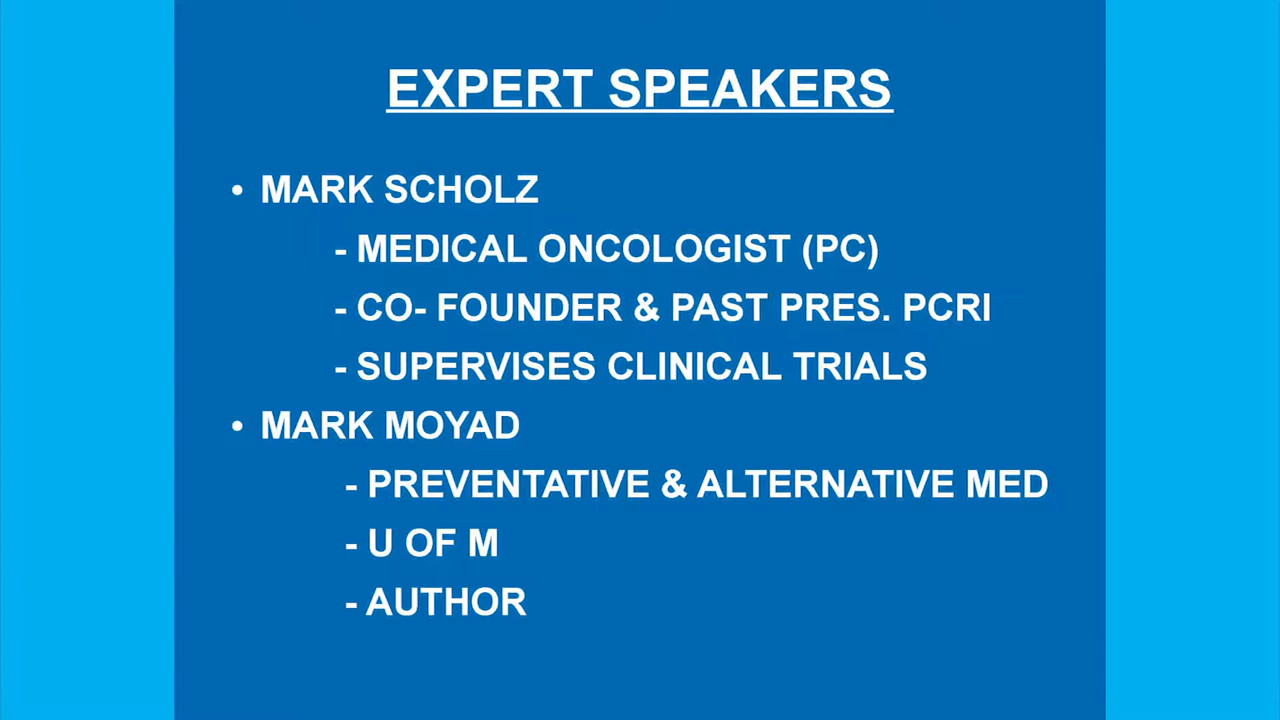 EXPERT SPEAKERS
• MARK SCHOLZ
- MEDICAL ONCOLOGIST (PC)
- CO- FOUNDER & PAST PRES. PCRI
- SUPERVISES CLINICAL TRIALS
• MARK MOYAD
- PREVENTATIVE & ALTERNATIVE MED
- U OF M
- AUTHOR